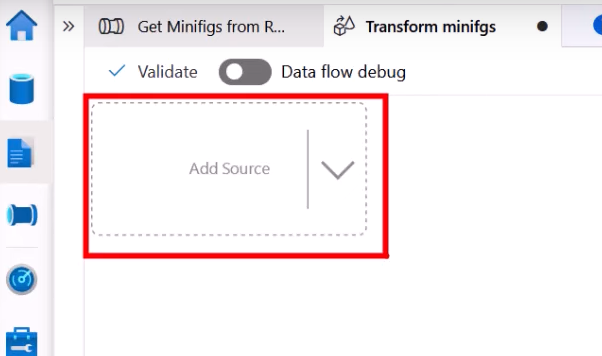 Get Minifigs from R...
Transform minifgs
Validate
Data flow debug
Add Source